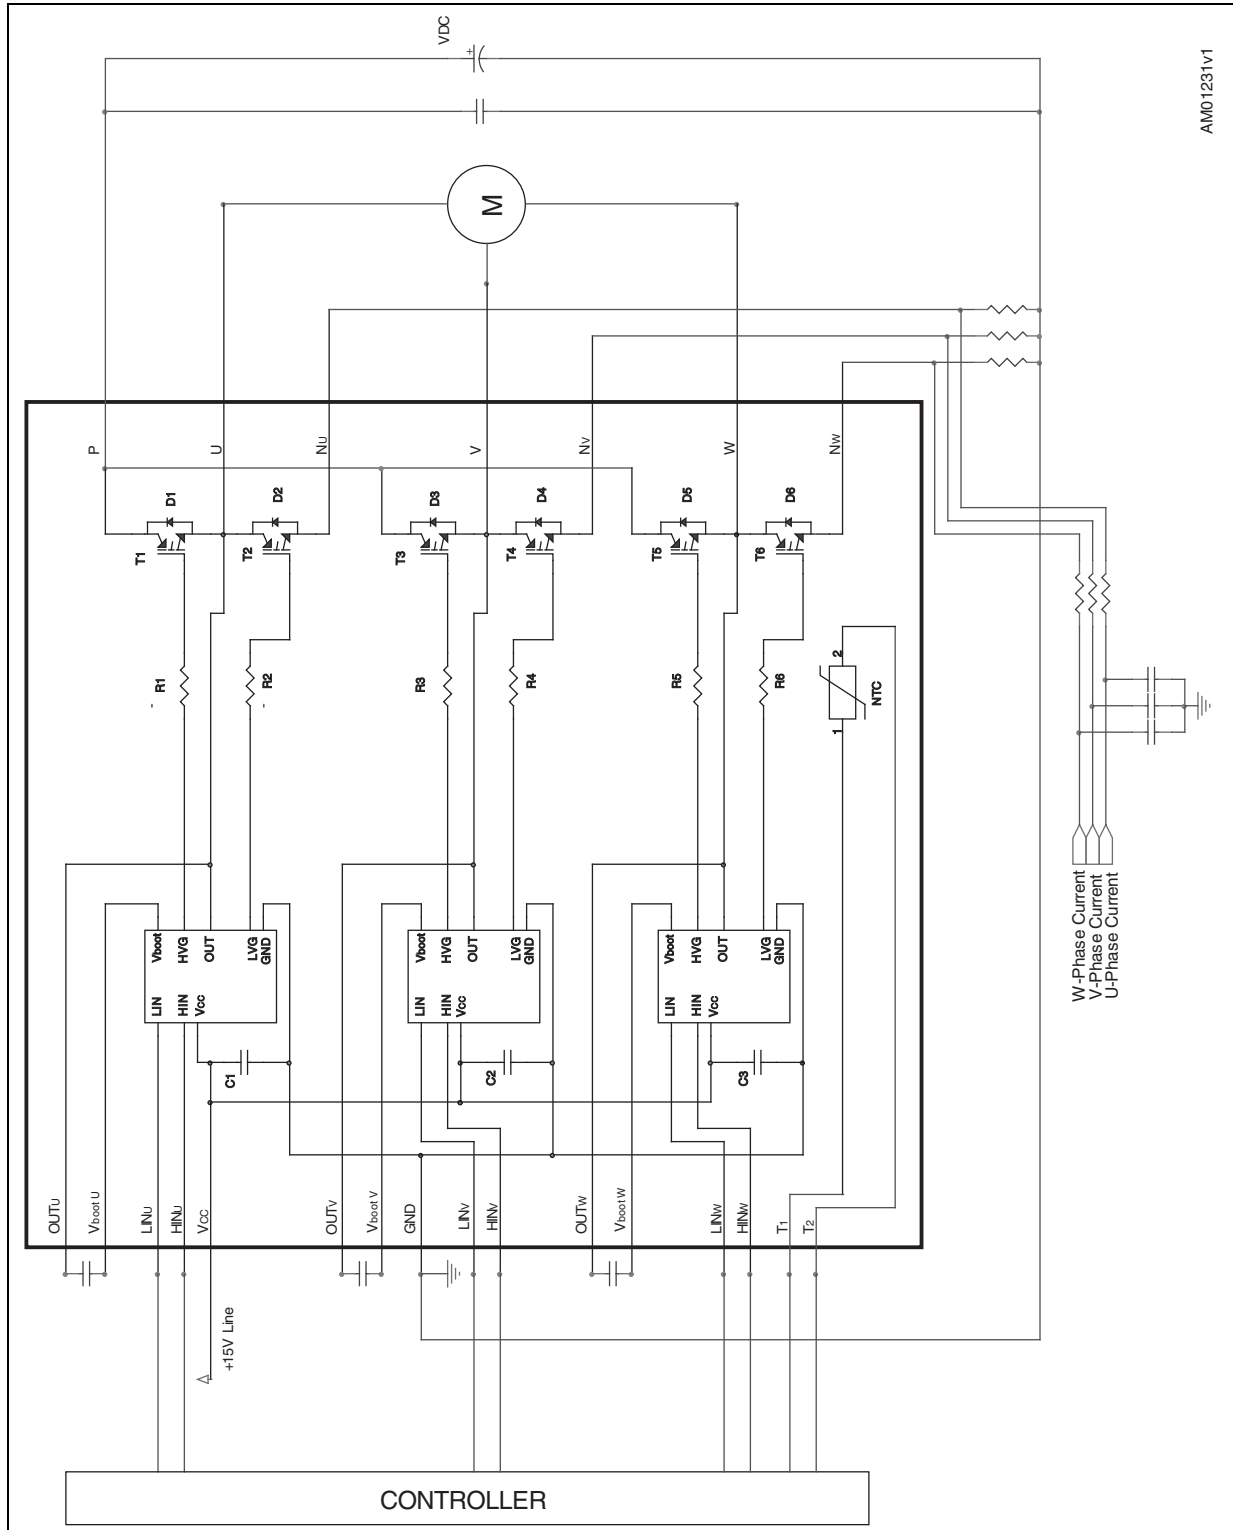 VDC
AM01231v1
M
P
U
NU
V
NV
W
NW
D1
D2
D3
D4
D5
D6
T1
T2
T3
T4
T5
T6
R1
R2
R3
R4
R5
R6
2
NTC
1
Vboot
HVG
OUT
LVG
GND
LIN
HIN
Vcc
Vboot
HVG
OUT
LVG
GND
LIN
HIN
Vcc
Vboot
HVG
OUT
LVG
GND
LIN
HIN
Vcc
C1
C2
C3
W-Phase Current
V-Phase Current
U-Phase Current
OUTU
Vboot U
LINU
HINU
VCC
OUTV
Vboot V
GND
LINV
HINV
OUTW
Vboot W
LINW
HINW
T1
T2
+15V Line
CONTROLLER